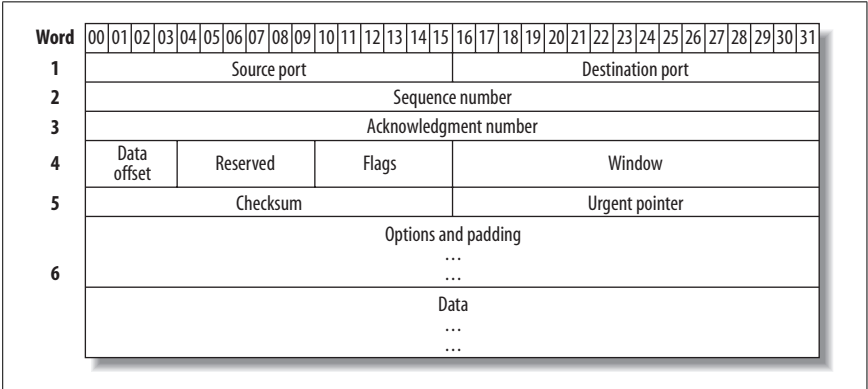 Word 00 01 02 03 04 05 06 07 08 09 10 11 12 13 14 15 16 17 18 19 20 21 22 23 24 25 26 27 28 29 30 31
1 Source port Destination port
2 Sequence number
3 Acknowledgment number
4 Data offset Reserved Flags Window
5 Checksum Urgent pointer
Options and padding
…
6 …
Data
…
…